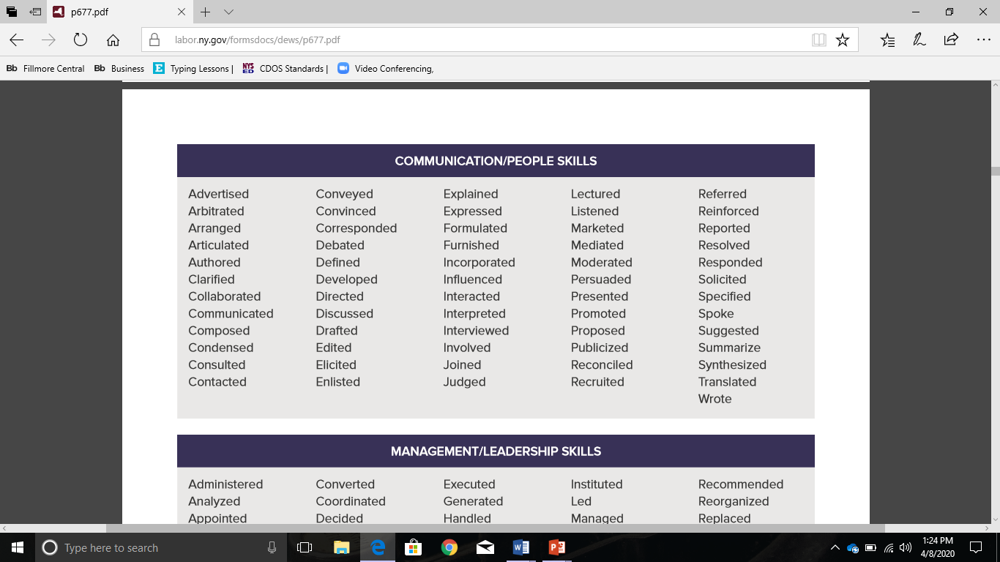 p677.pdf
labor.ny.gov/formsdocs/dews/p677.pdf
Bb Fillmore Central Bb Business E Typing Lessons | NYS ED CDOS Standards | Video Conferencing,
COMMUNICATION/PEOPLE SKILLS
Advertised Conveyed Explained Lectured Referred
Arbitrated Convinced Expressed Listened Reinforced
Arranged Corresponded Formulated Marketed Reported
Articulated Debated Furnished Mediated Resolved
Authored Defined Incorporated Moderated Responded
Clarified Developed Influenced Persuaded Solicited
Collaborated Directed Interacted Presented Specified
Communicated Discussed Interpreted Promoted Spoke
Composed Drafted Interviewed Proposed Suggested
Condensed Edited Involved Publicized Summarize
Consulted Elicited Joined Reconciled Synthesized
Contacted Enlisted Judged Recruited Translated
Wrote
MANAGEMENT/LEADERSHIP SKILLS
Administered Converted Executed Instituted Recommended
Analyzed Coordinated Generated Led Reorganized
Appointed Decided Handled Managed Replaced
Type here to search
1:24 PM
4/8/2020